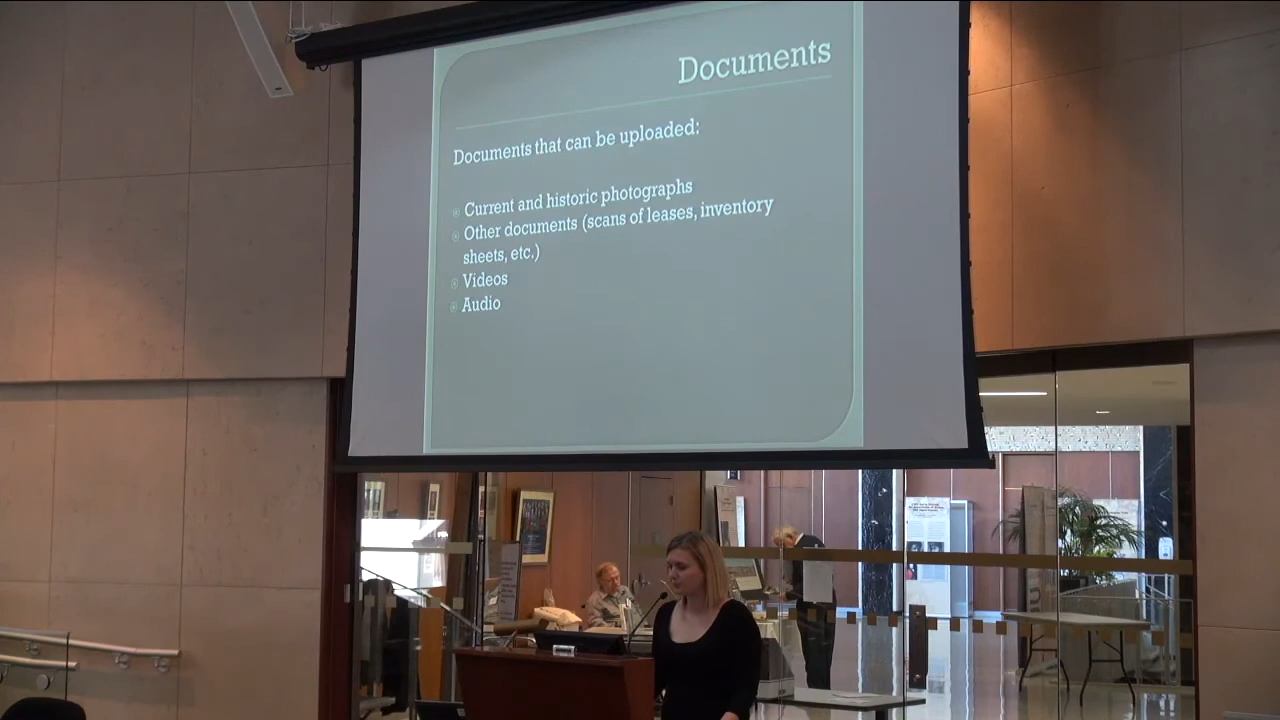 Documents
Documents that can be uploaded:
Current and historic photographs
Other documents (scans of leases, inventory
sheets, etc.)
Videos
Audio